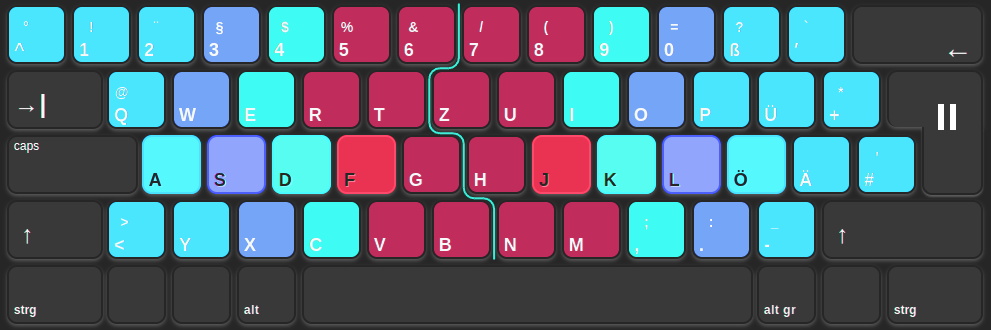 ° ! " § $ % & / ( ) = ? `
^ 1 2 3 4 5 6 7 8 9 0 ß ´ ←
→| @ *
Q W E R T Z U I O P Ü +
caps '
A S D F G H J K L Ö Ä #
> ; : _
↑ < Y X C V B N M , . - ↑
strg alt alt gr strg